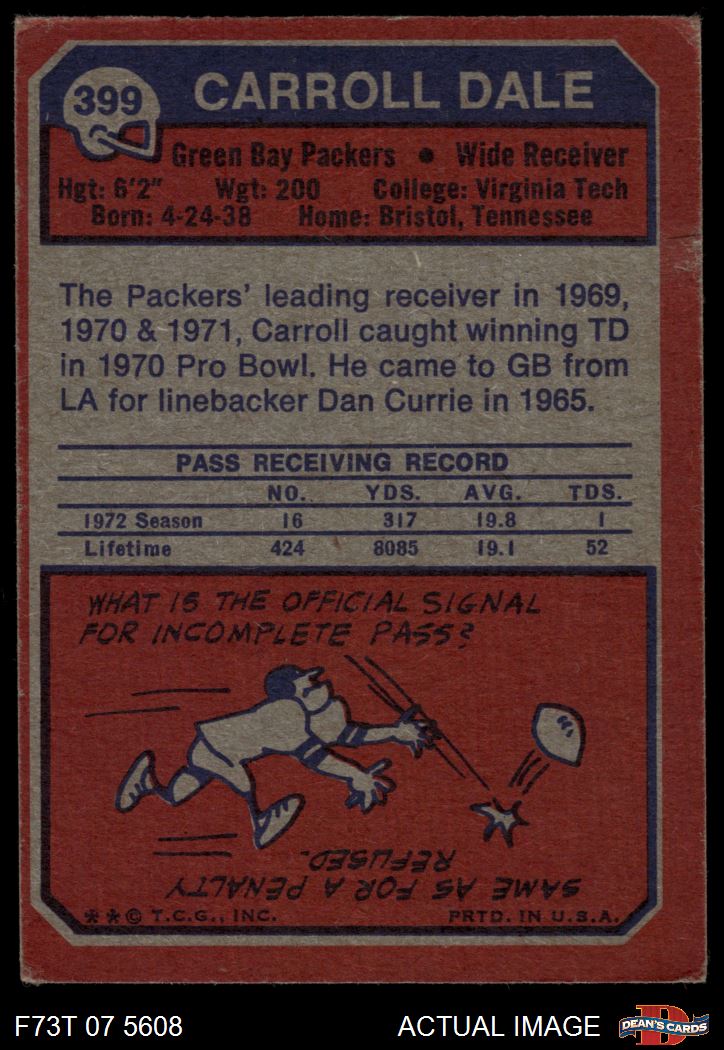 399
CARROLL DALE
Green Bay Packers • Wide Receiver
Hgt: 6'2" Wgt: 200 College: Virginia Tech
Born: 4-24-38 Home: Bristol, Tennessee
The Packers' leading receiver in 1969,
1970 & 1971, Carroll caught winning TD
in 1970 Pro Bowl. He came to GB from
LA for linebacker Dan Currie in 1965.
PASS RECEIVING RECORD
NO. YDS. AVG. TDS.
1972 Season 16 317 19.8 1
Lifetime 424 8085 19.1 52
WHAT IS THE OFFICIAL SIGNAL
FOR INCOMPLETE PASS?
SAME AS FOR A PENALTY
REFUSED.
**© T.C.G., INC. PRTD. IN U.S.A.
F73T 07 5608 ACTUAL IMAGE
D
DEAN'S CARDS